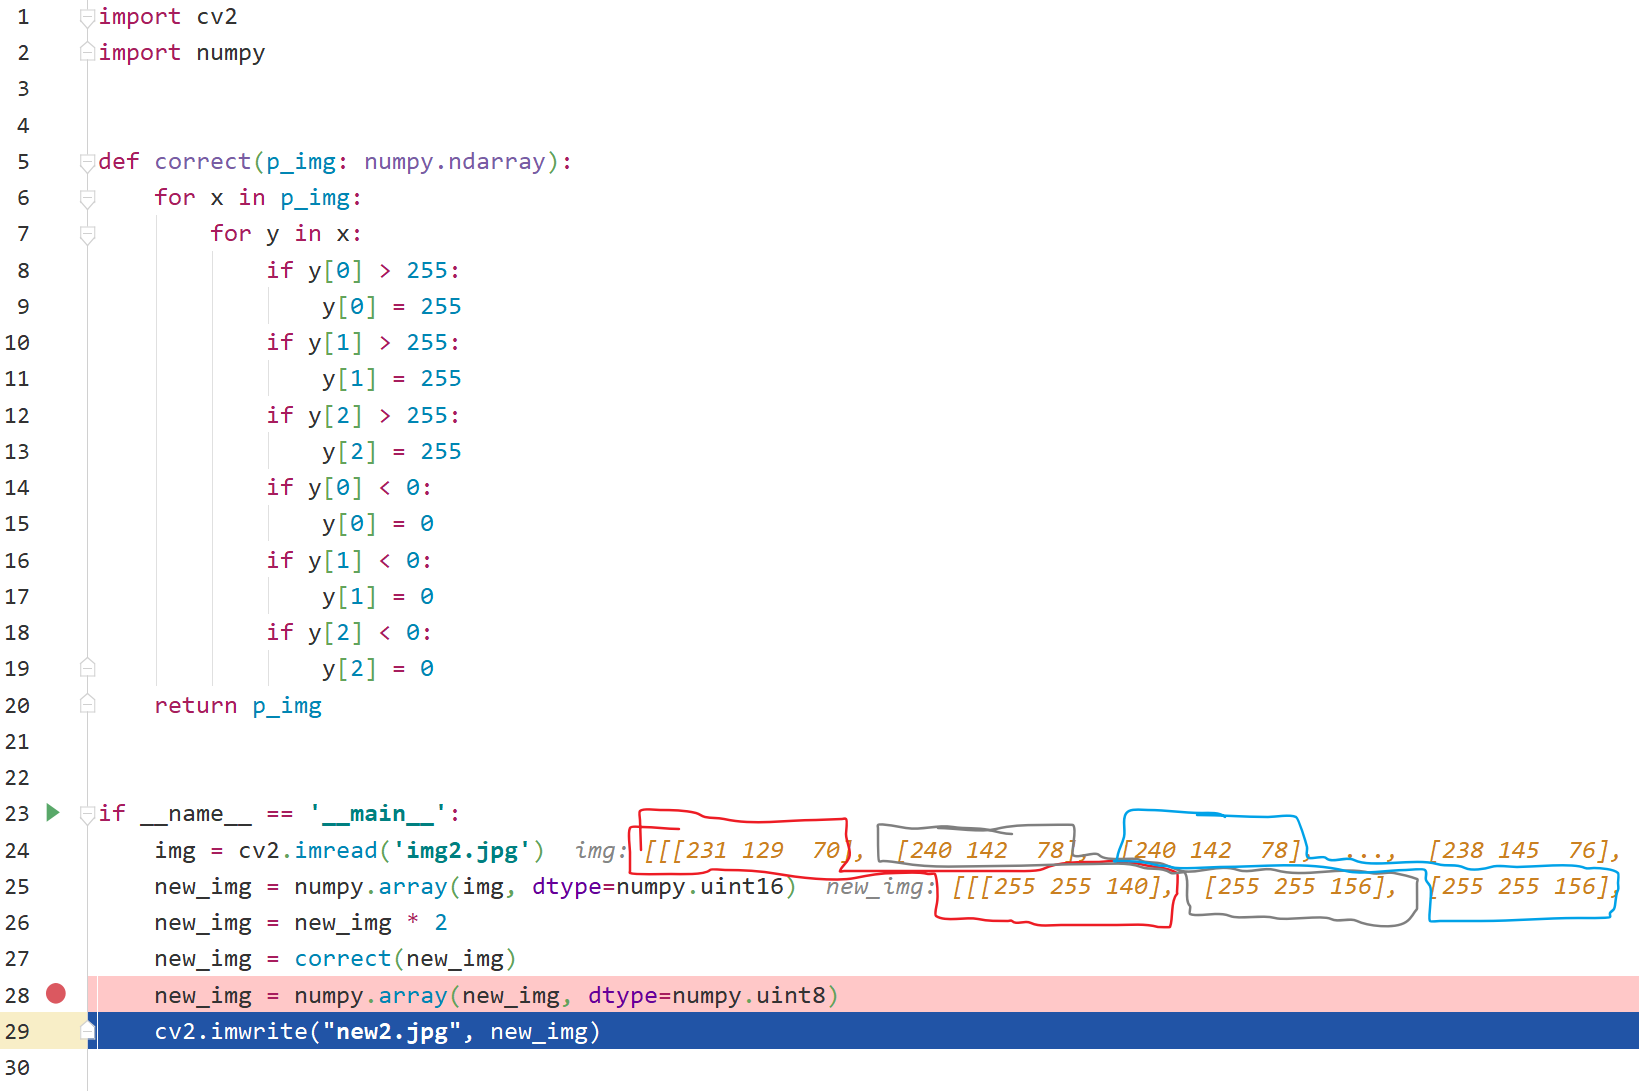 1 import cv2
2 import numpy
3
4
5 def correct(p_img: numpy.ndarray):
6     for x in p_img:
7         for y in x:
8             if y[0] > 255:
9                 y[0] = 255
10             if y[1] > 255:
11                 y[1] = 255
12             if y[2] > 255:
13                 y[2] = 255
14             if y[0] < 0:
15                 y[0] = 0
16             if y[1] < 0:
17                 y[1] = 0
18             if y[2] < 0:
19                 y[2] = 0
20     return p_img
21
22
23 if __name__ == '__main__':
24     img = cv2.imread('img2.jpg')  img: [[[231 129  70],  [240 142  78],  [240 142  78],  ...,  [238 145  76],
25     new_img = numpy.array(img, dtype=numpy.uint16)  new_img: [[[255 255 140],  [255 255 156],  [255 255 156],
26     new_img = new_img * 2
27     new_img = correct(new_img)
28     new_img = numpy.array(new_img, dtype=numpy.uint8)
29     cv2.imwrite("new2.jpg", new_img)
30